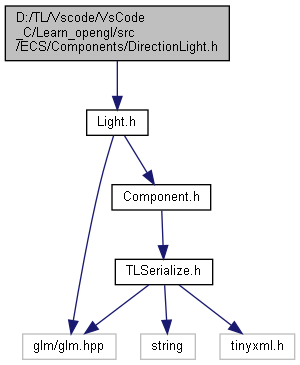 D:/TL/Vscode/VsCode
_C/Learn_opengl/src
/ECS/Components/DirectionLight.h
Light.h
Component.h
TLSerialize.h
glm/glm.hpp
string
tinyxml.h